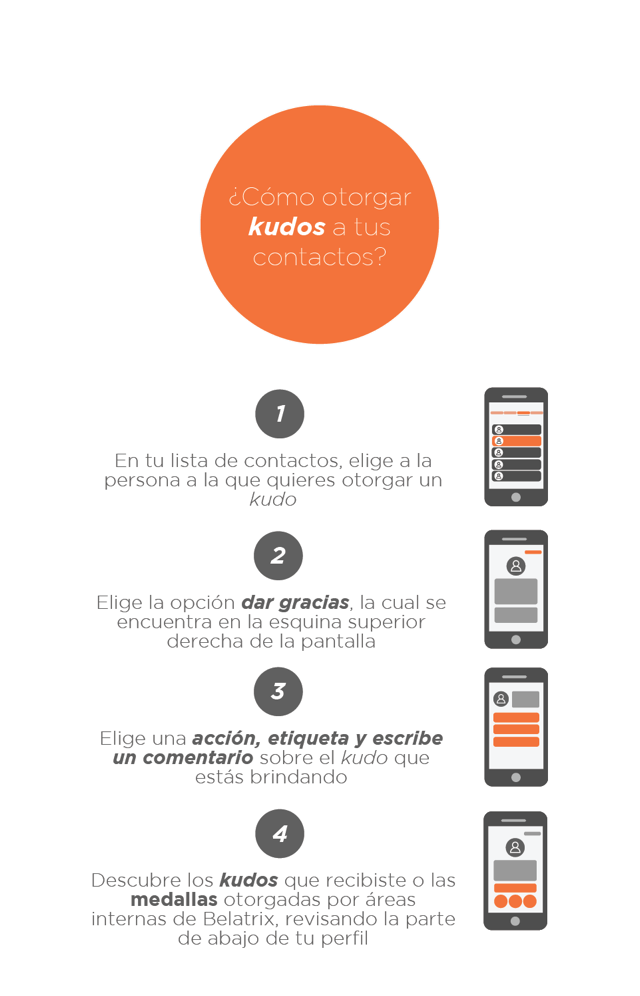 ¿Cómo otorgar
kudos a tus
contactos?
1
En tu lista de contactos, elige a la
persona a la que quieres otorgar un
kudo
2
Elige la opción dar gracias, la cual se
encuentra en la esquina superior
derecha de la pantalla
3
Elige una acción, etiqueta y escribe
un comentario sobre el kudo que
estás brindando
4
Descubre los kudos que recibiste o las
medallas otorgadas por áreas
internas de Belatrix, revisando la parte
de abajo de tu perfil